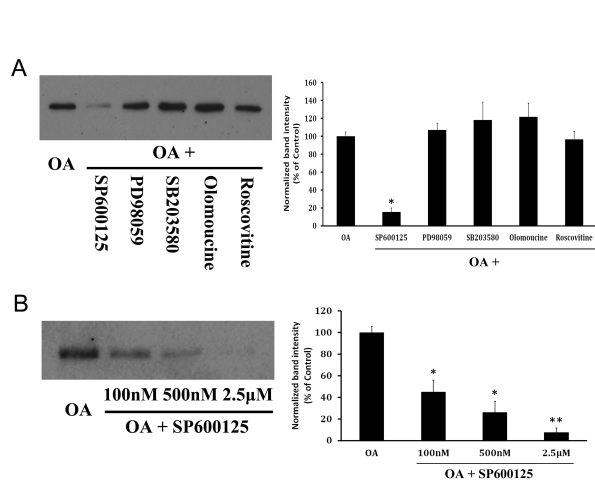 A
OA
OA +
SP600125
PD98059
SB203580
Olomoucine
Roscovitine
Normalized band intensity
(% of Control)
160
140
120
100
80
60
40
20
0
*
OA SP600125 PD98059 SB203580 Olomoucine Roscovitine
OA +
B
100nM 500nM 2.5μM
OA
OA + SP600125
Normalized band intensity
(% of Control)
120
100
80
60
40
20
0
* * **
OA 100nM 500nM 2.5μM
OA + SP600125